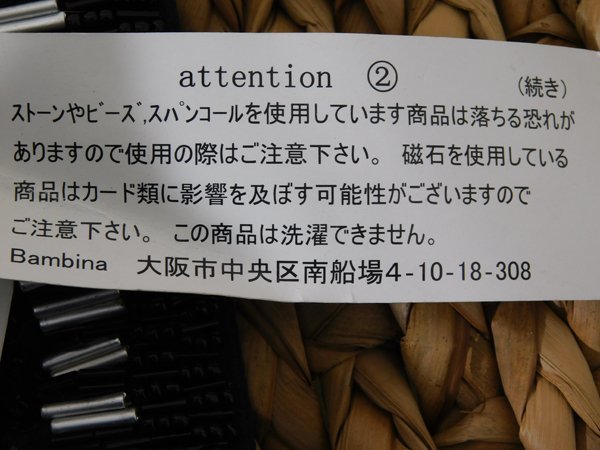 attention ②
(続き)
ストーンやビーズ,スパンコールを使用しています商品は落ちる恐れが
ありますので使用の際はご注意下さい。 磁石を使用している
商品はカード類に影響を及ぼす可能性がございますので
ご注意下さい。 この商品は洗濯できません。
Bambina 大阪市中央区南船場4-10-18-308